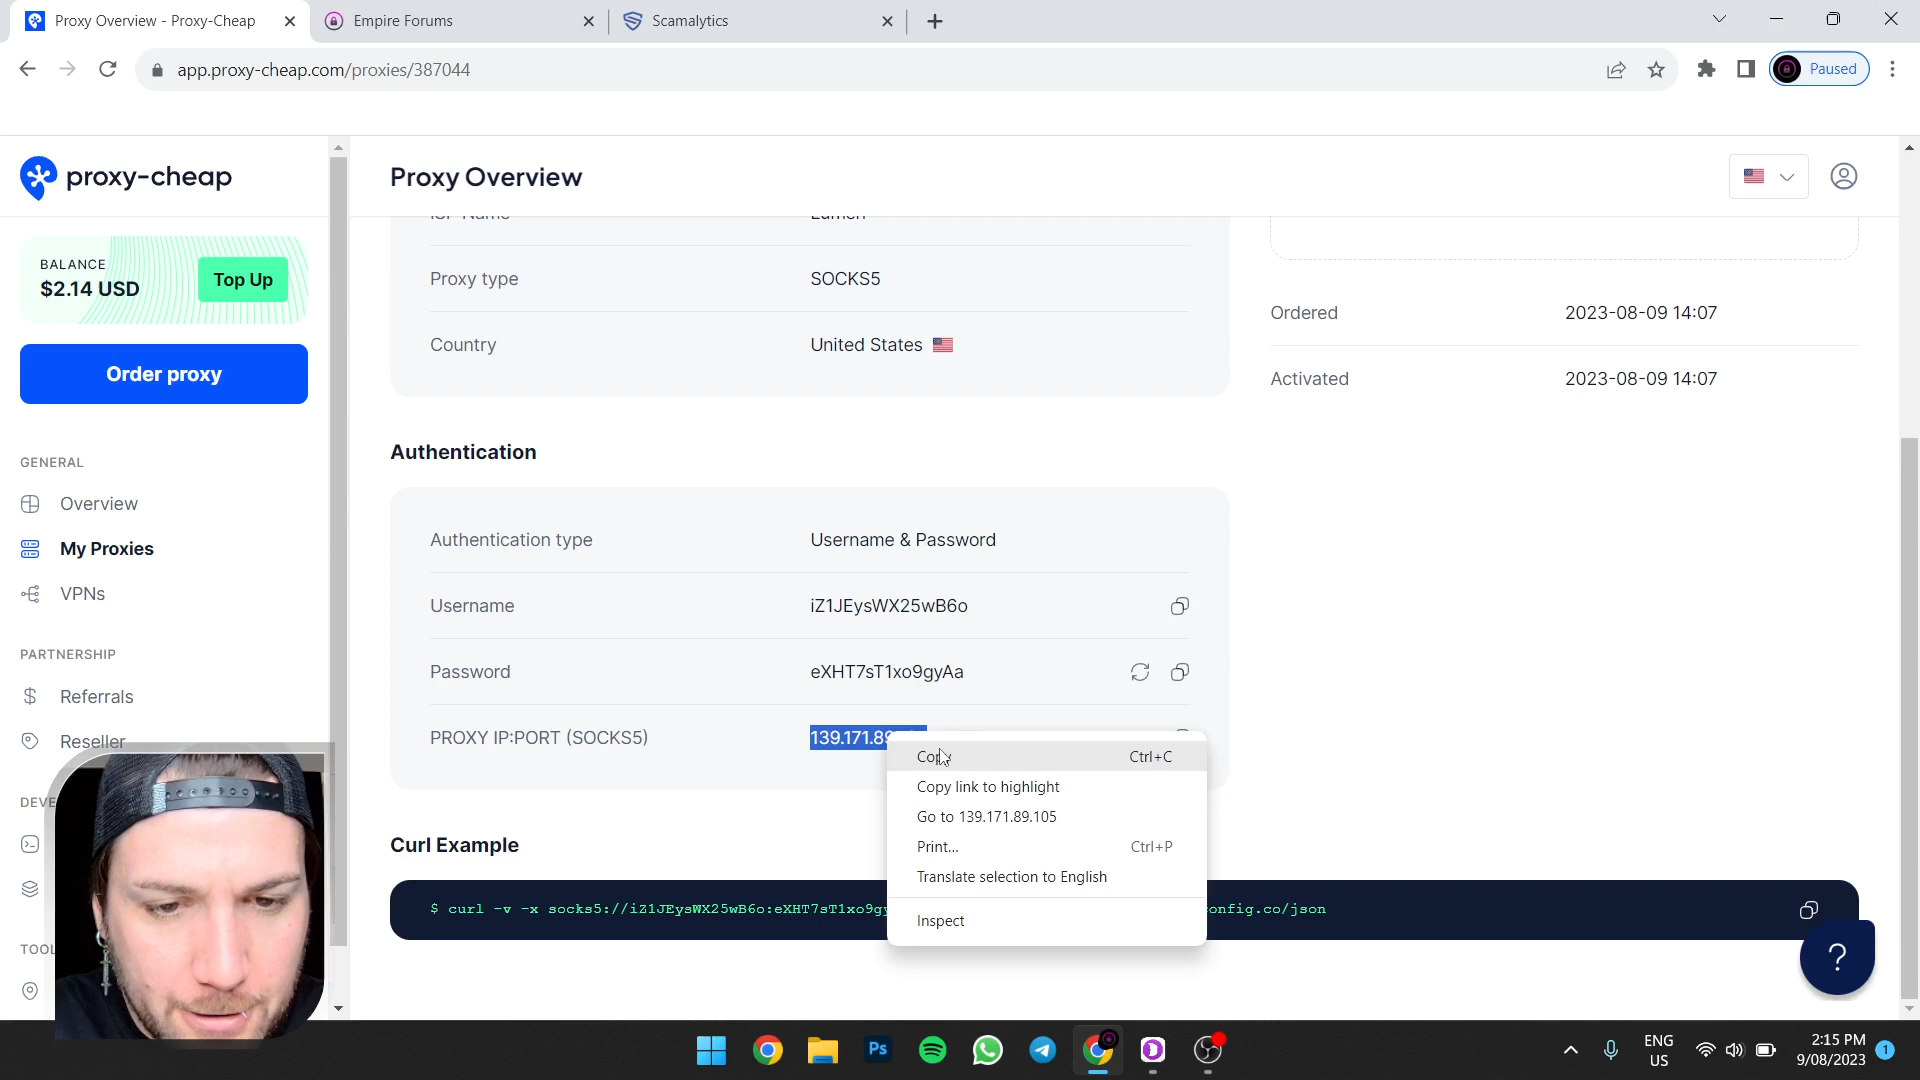 Proxy Overview - Proxy-Cheap
Empire Forums
Scamalytics
app.proxy-cheap.com/proxies/387044
Paused
proxy-cheap
Proxy Overview
BALANCE
$2.14 USD
Top Up
Order proxy
GENERAL
Overview
My Proxies
VPNs
PARTNERSHIP
Referrals
Reseller
DEVE
TOOL
Proxy type
SOCKS5
Country
United States
Ordered
2023-08-09 14:07
Activated
2023-08-09 14:07
Authentication
Authentication type
Username & Password
Username
iZ1JEysWX25wB6o
Password
eXHT7sT1xo9gyAa
PROXY IP:PORT (SOCKS5)
139.171.89
Copy
Ctrl+C
Copy link to highlight
Go to 139.171.89.105
Print...
Ctrl+P
Translate selection to English
Inspect
Curl Example
$ curl -v -x socks5://iZ1JEysWX25wB6o:eXHT7sT1xo9gy
onfig.co/json
?
Ps
ENG
US
2:15 PM
9/08/2023
1